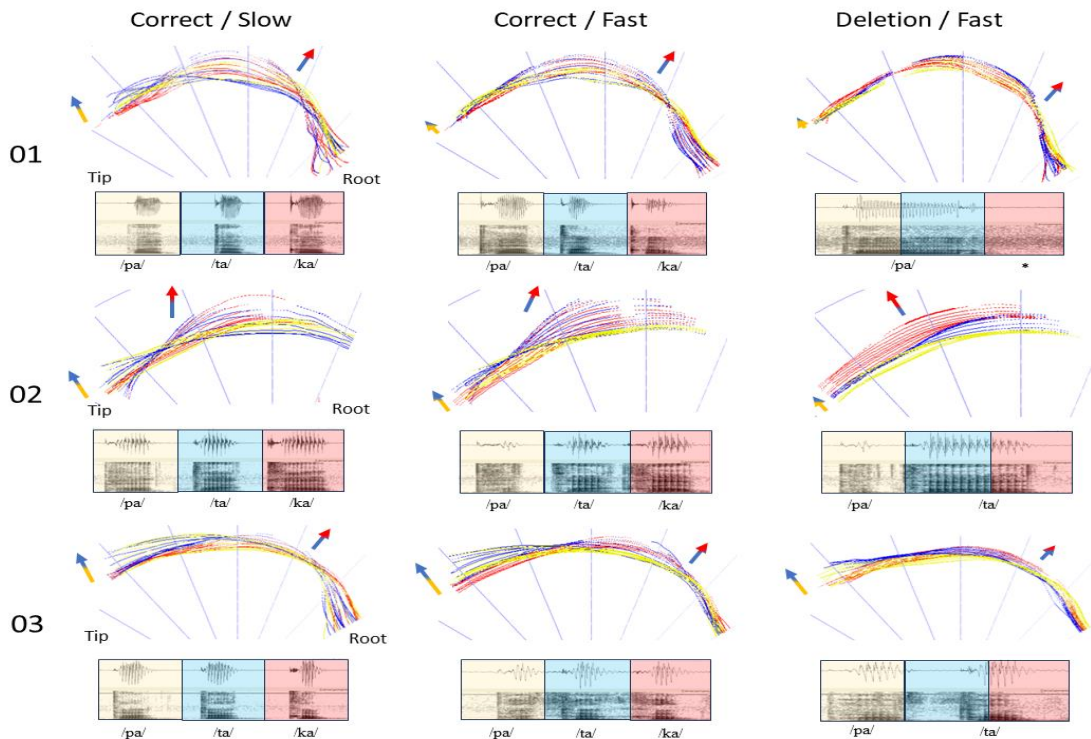 Correct / Slow Correct / Fast Deletion / Fast
01
Tip Root
/pa/ /ta/ /ka/ /pa/ /ta/ /ka/ /pa/ *
02
Tip Root
/pa/ /ta/ /ka/ /pa/ /ta/ /ka/ /pa/ /ta/
03
Tip Root
/pa/ /ta/ /ka/ /pa/ /ta/ /ka/ /pa/ /ta/